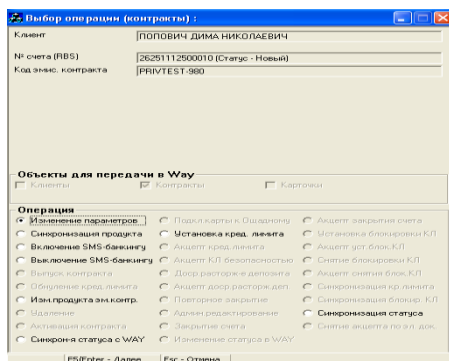 Выбор операции (контракты) :
Клиент ПОПОВИЧ ДИМА НИКОЛАЕВИЧ
№ счета (RBS) 26251112500010 (Статус - Новый)
Код эмис. контракта PRIVTEST-980
Объекты для передачи в Way
Клиенты Контракты Карточки
Операция
Изменение параметров Подкл карты к Ощадному Акцепт закрытия счета
Синхронизация продукта Установка кред. лимита Установка блокировки КЛ
Включение SMS-банкингу Акцепт кред. лимита Акцепт уст.блок.КЛ
Выключение SMS-банкингу Акцепт КЛ безопасностью Снятие блокировки КЛ
Выпуск контракта Доср.расторж-е депозита Акцепт снятия блок.КЛ
Обнуление кред. лимита Акцепт доср.расторж.деп. Синхронизация кр.лимита
Изм.продукта эм.контр. Повторное закрытие Синхронизация блокир. КЛ
Удаление Админ.редактирование Синхронизация статуса
Активация контракта Закрытие счета Снятие акцепта по эл. док.
Синхрон-я статуса с WAY Изменение статуса в WAY
F5/Enter - Далее Esc - Отмена